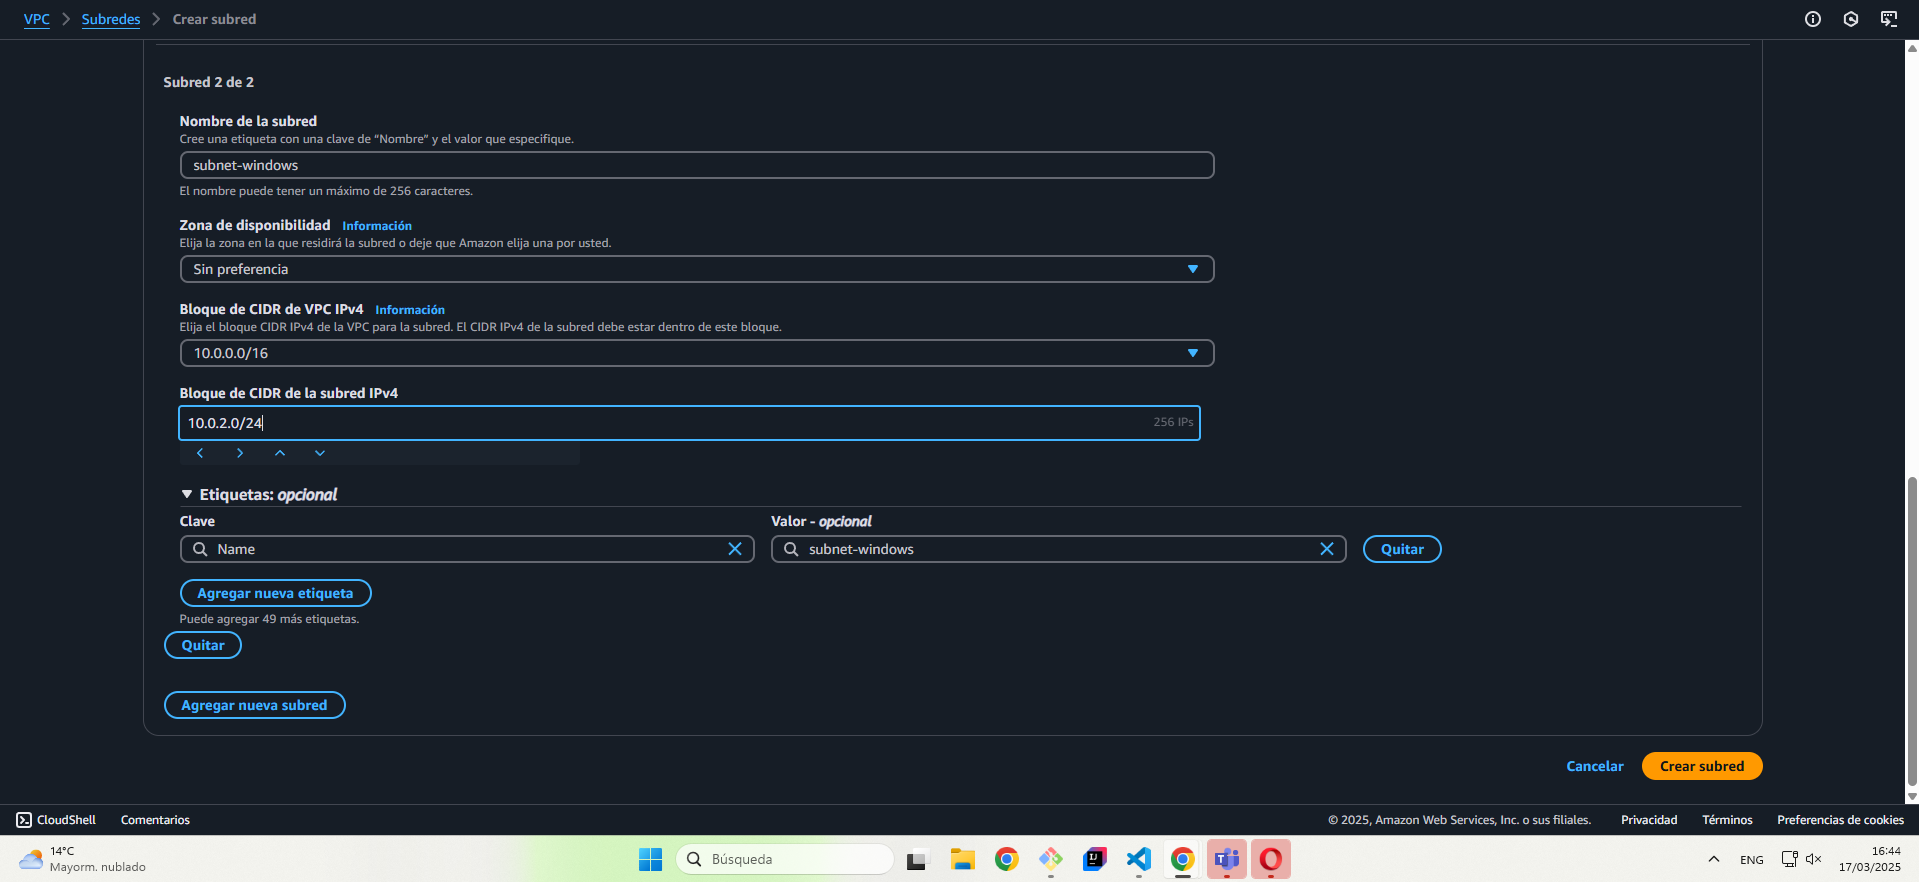 VPC > Subredes > Crear subred
Subred 2 de 2
Nombre de la subred
Cree una etiqueta con una clave de "Nombre" y el valor que especifique.
subnet-windows
El nombre puede tener un máximo de 256 caracteres.
Zona de disponibilidad Información
Elija la zona en la que residirá la subred o deje que Amazon elija una por usted.
Sin preferencia
Bloque de CIDR de VPC IPv4 Información
Elija el bloque CIDR IPv4 de la VPC para la subred. El CIDR IPv4 de la subred debe estar dentro de este bloque.
10.0.0.0/16
Bloque de CIDR de la subred IPv4
10.0.2.0/24 256 IPs
Etiquetas: opcional
Clave Valor - opcional
Name subnet-windows Quitar
Agregar nueva etiqueta
Puede agregar 49 más etiquetas.
Quitar
Agregar nueva subred
Cancelar Crear subred
CloudShell Comentarios © 2025, Amazon Web Services, Inc. o sus filiales. Privacidad Términos Preferencias de cookies
14°C
Mayorm. nublado
Búsqueda
ENG
16:44
17/03/2025